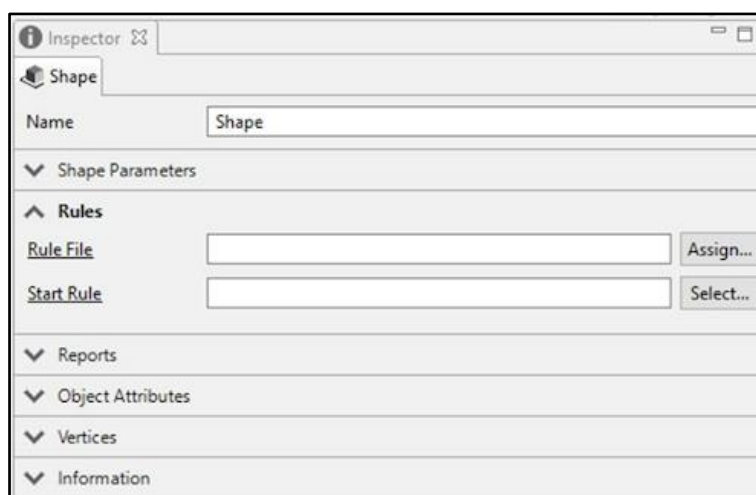 Inspector
Shape
Name Shape
Shape Parameters
Rules
Rule File Assign...
Start Rule Select...
Reports
Object Attributes
Vertices
Information